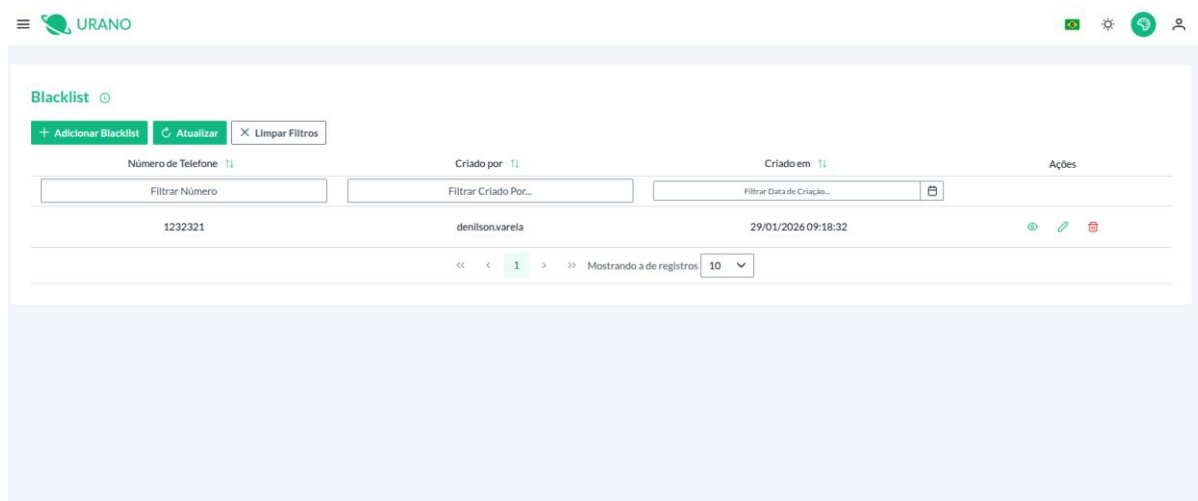 URANO
Blacklist
Adicionar Blacklist Atualizar Limpar Filtros
Número de Telefone Criado por Criado em Ações
Filtrar Número Filtrar Criado Por... Filtrar Data de Criação...
1232321 denilson.varela 29/01/2026 09:18:32
1 Mostrando a de registros 10